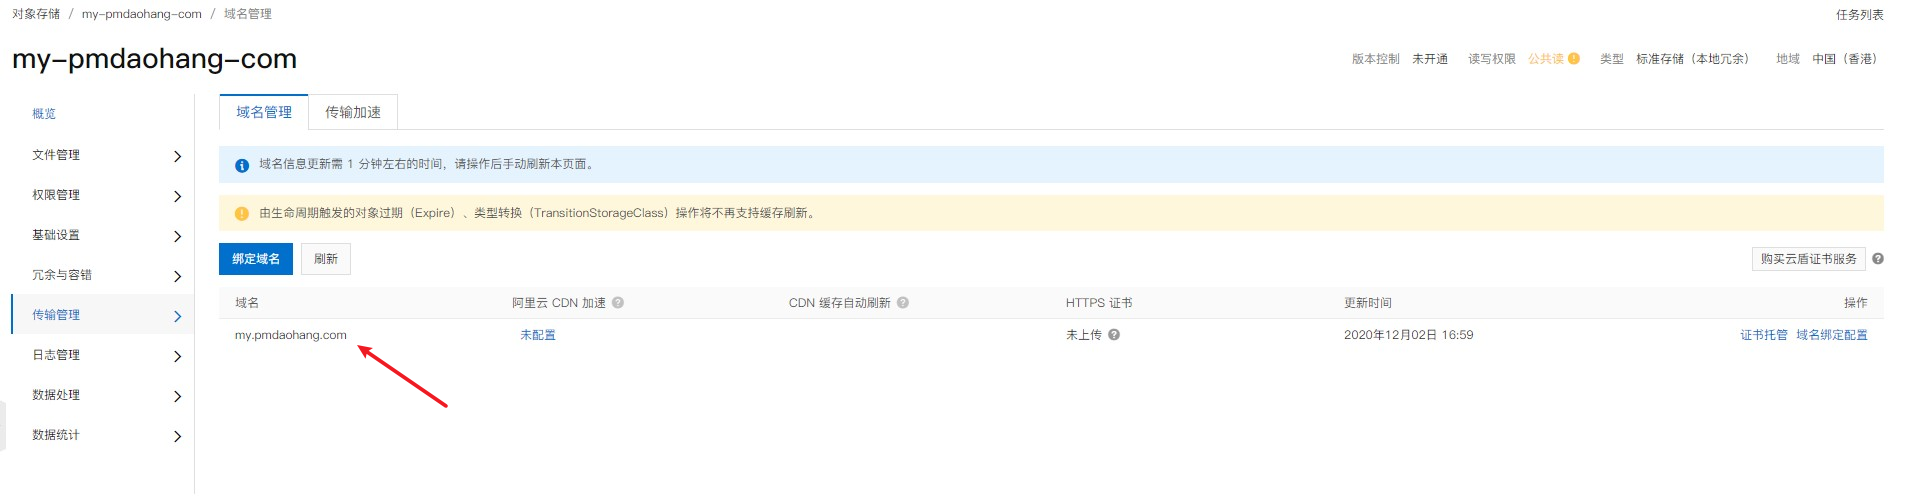 对象存储 / my-pmdaohang-com / 域名管理
任务列表
my-pmdaohang-com
版本控制 未开通 读写权限 公共读 类型 标准存储（本地冗余） 地域 中国（香港）
概览
文件管理
权限管理
基础设置
冗余与容错
传输管理
日志管理
数据处理
数据统计
域名管理 传输加速
域名信息更新需 1 分钟左右的时间，请操作后手动刷新本页面。
由生命周期触发的对象过期（Expire）、类型转换（TransitionStorageClass）操作将不再支持缓存刷新。
绑定域名 刷新 购买云盾证书服务
域名 阿里云 CDN 加速 CDN 缓存自动刷新 HTTPS 证书 更新时间 操作
my.pmdaohang.com 未配置 未上传 2020年12月02日 16:59 证书托管 域名绑定配置